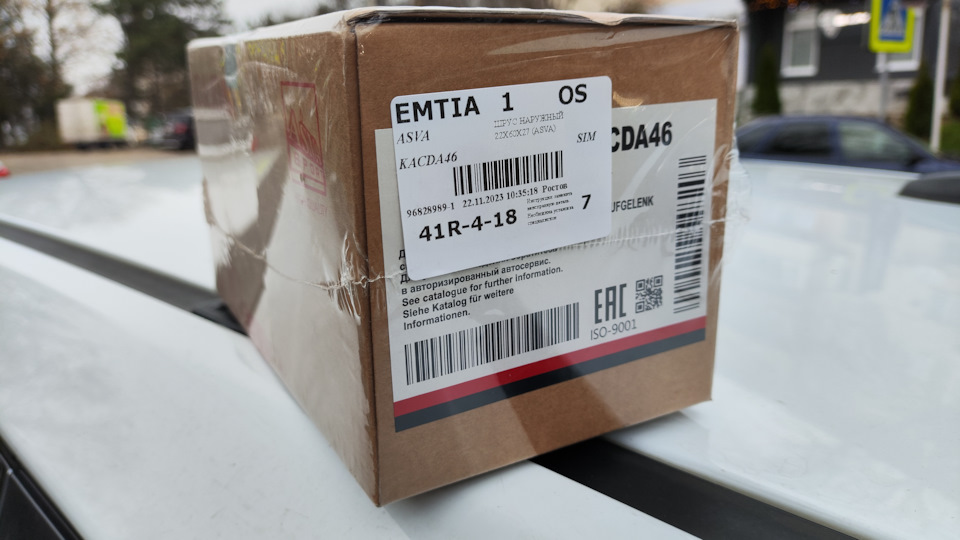 EMTIA 1 OS
ASVA
ШРУС НАРУЖНЫЙ
22X60X27 (ASVA)
SIM
KACDA46
96828989-1 22.11.2023 10:35:18 Ростов
41R-4-18
7
CDA46
UFGELENK
в авторизированный автосервис.
See catalogue for further information.
Siehe Katalog für weitere
Informationen.
EAC
ISO-9001